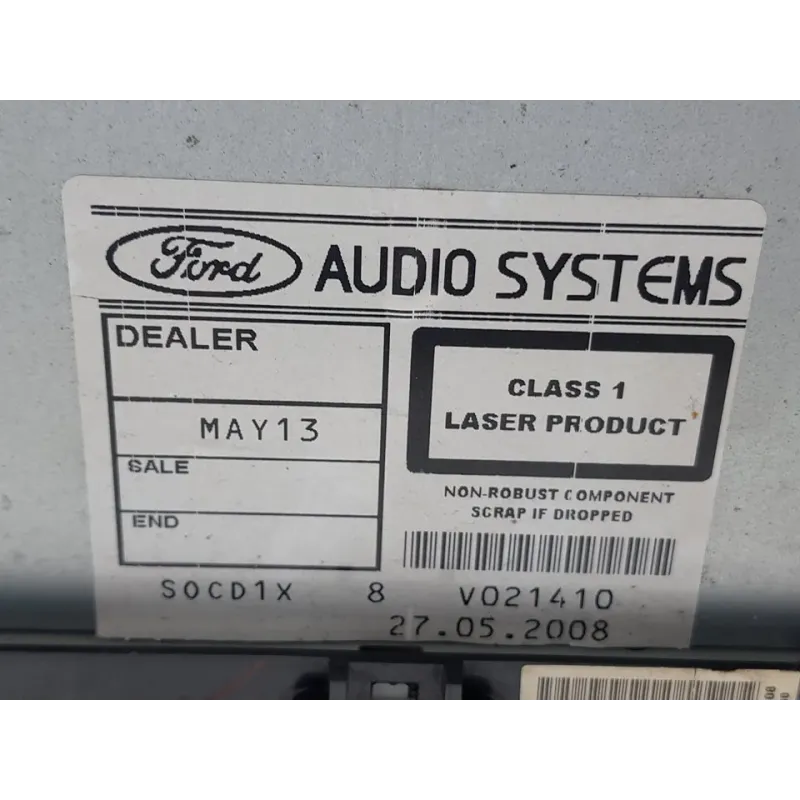 Ford AUDIO SYSTEMS
DEALER
MAY13
SALE
END
CLASS 1
LASER PRODUCT
NON-ROBUST COMPONENT
SCRAP IF DROPPED
S0CD1X 8 V021410
27.05.2008